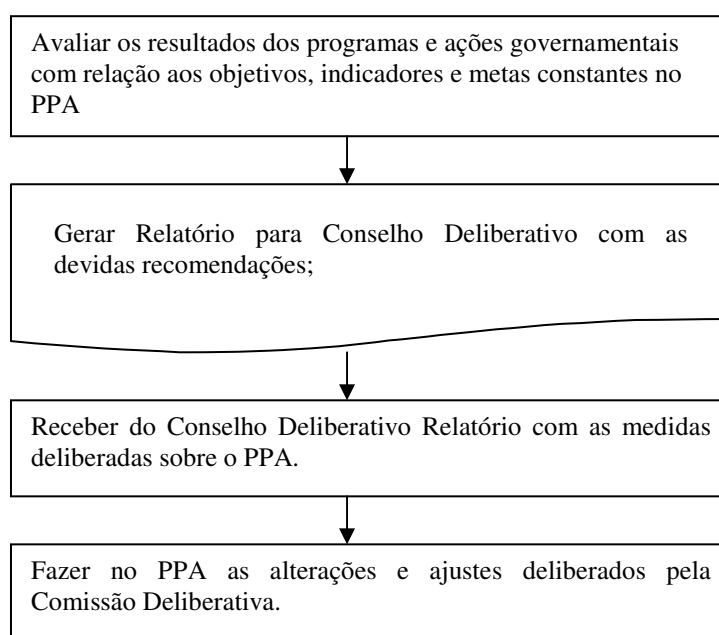 Avaliar os resultados dos programas e ações governamentais
com relação aos objetivos, indicadores e metas constantes no
PPA
Gerar Relatório para Conselho Deliberativo com as
devidas recomendações;
Receber do Conselho Deliberativo Relatório com as medidas
deliberadas sobre o PPA.
Fazer no PPA as alterações e ajustes deliberados pela
Comissão Deliberativa.